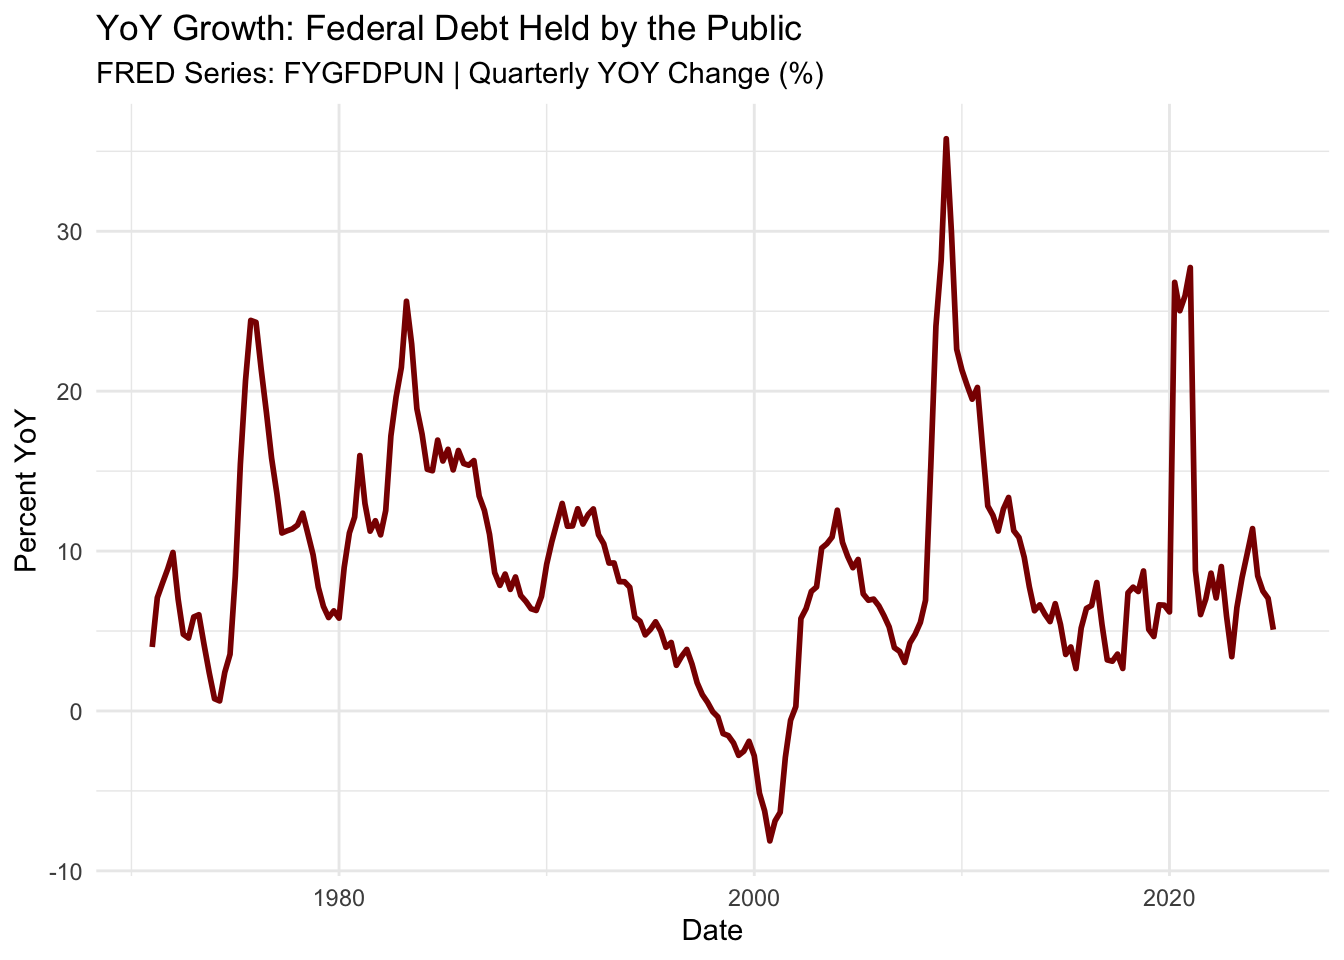 YoY Growth: Federal Debt Held by the Public
FRED Series: FYGFDPUN | Quarterly YOY Change (%)
Percent YoY
30
20
10
0
-10
1980
2000
2020
Date